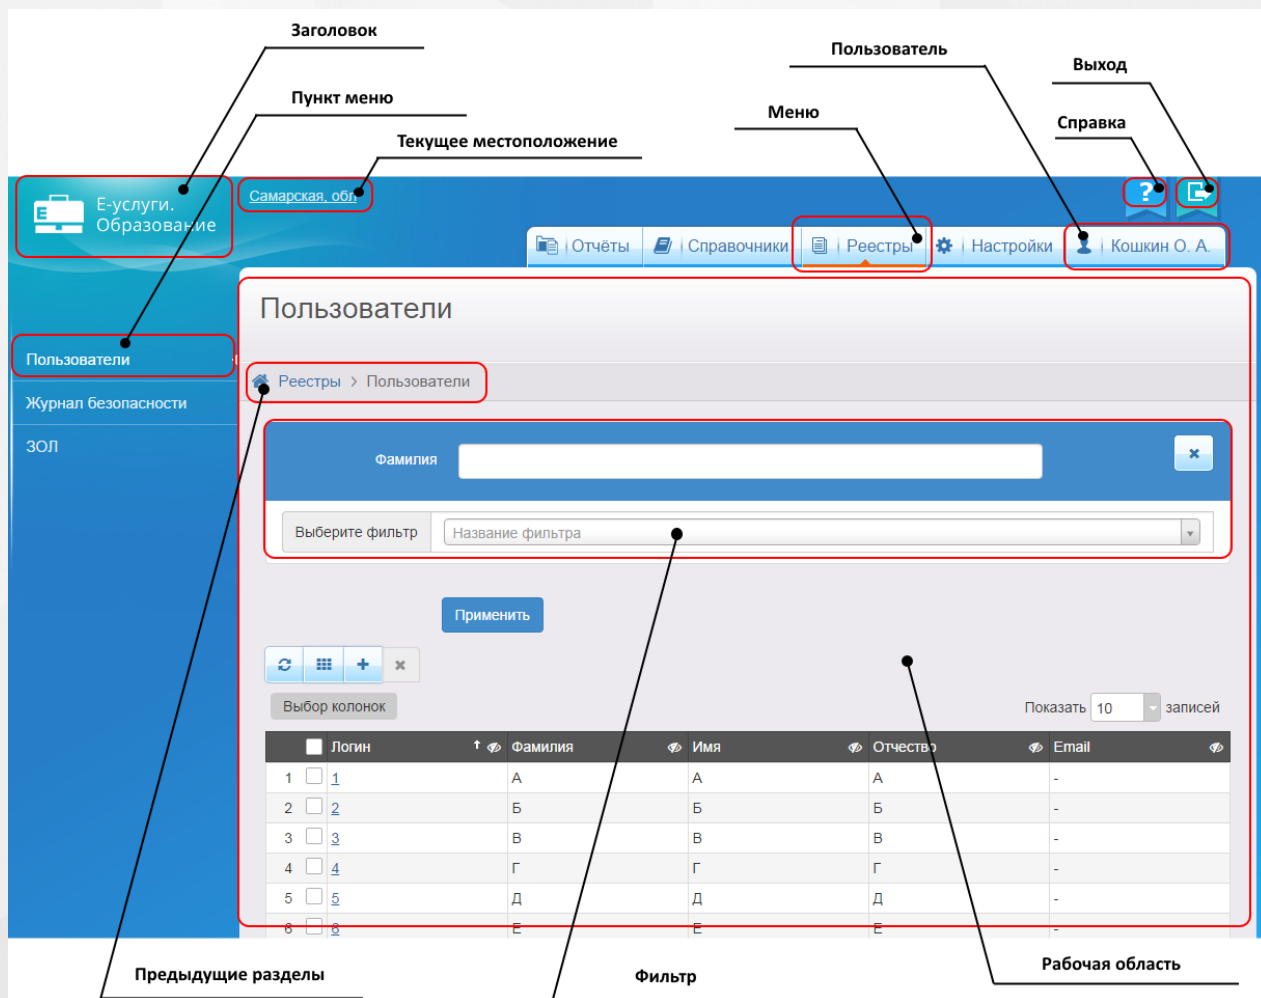 Заголовок
Пользователь
Выход
Пункт меню
Меню
Справка
Текущее местоположение
Е-услуги.
Образование
Самарская, обл
?
Отчёты
Справочники
Реестры
Настройки
Кошкин О. А.
Пользователи
Пользователи
Журнал безопасности
ЗОЛ
Реестры > Пользователи
Фамилия
Выберите фильтр
Название фильтра
Применить
Выбор колонок
Показать 10 записей
Логин Фамилия Имя Отчество Email
1 1 А А А -
2 2 Б Б Б -
3 3 В В В -
4 4 Г Г Г -
5 5 Д Д Д -
6 6 Е Е Е -
Предыдущие разделы
Фильтр
Рабочая область